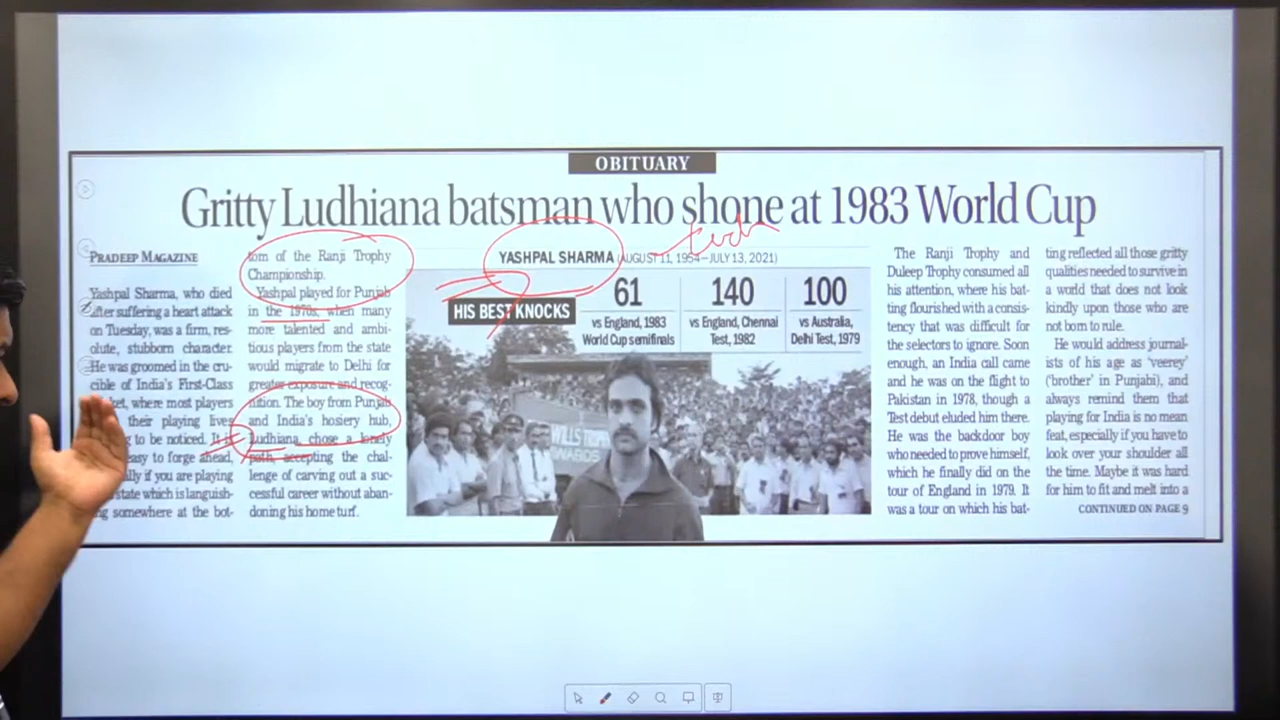 OBITUARY
Gritty Ludhiana batsman who shone at 1983 World Cup
PRADEEP MAGAZINE
Yashpal Sharma, who died
after suffering a heart attack
on Tuesday, was a firm, res-
olute, stubborn character.
He was groomed in the cru-
cible of India's First-Class
ket, where most players
their playing lives
to be noticed. It is
easy to forge ahead,
lly if you are playing
state which is languish-
g somewhere at the bot-
tom of the Ranji Trophy
Championship.
Yashpal played for Punjab
in the 1970s, when many
more talented and ambi-
tious players from the state
would migrate to Delhi for
greater exposure and recog-
nition. The boy from Punjab
and India's hosiery hub,
Ludhiana, chose a lonely
path, accepting the chal-
lenge of carving out a suc-
cessful career without aban-
doning his home turf.
YASHPAL SHARMA (AUGUST 11, 1954—JULY 13, 2021)
HIS BEST KNOCKS
61
vs England, 1983
World Cup semifinals
140
vs England, Chennai
Test, 1982
100
vs Australia,
Delhi Test, 1979
WILLS
AWARDS
The Ranji Trophy and
Duleep Trophy consumed all
his attention, where his bat-
ting flourished with a consis-
tency that was difficult for
the selectors to ignore. Soon
enough, an India call came
and he was on the flight to
Pakistan in 1978, though a
Test debut eluded him there.
He was the backdoor boy
who needed to prove himself,
which he finally did on the
tour of England in 1979. It
was a tour on which his bat-
ting reflected all those gritty
qualities needed to survive in
a world that does not look
kindly upon those who are
not born to rule.
He would address journal-
ists of his age as 'veerey'
('brother' in Punjabi), and
always remind them that
playing for India is no mean
feat, especially if you have to
look over your shoulder all
the time. Maybe it was hard
for him to fit and melt into a
CONTINUED ON PAGE 9